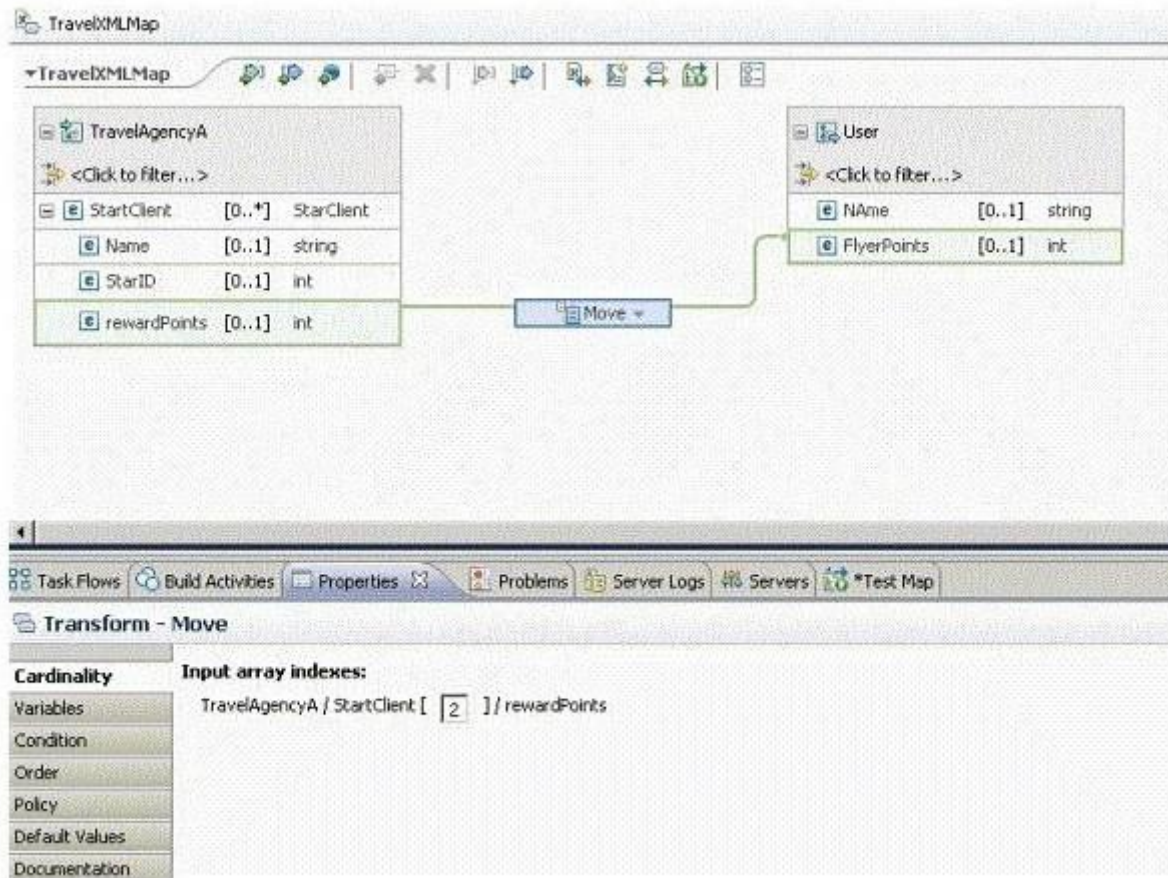 TravelXMLMap
TravelXMLMap
TravelAgencyA
<Click to filter...>
StartClient [0..*] StarClient
Name [0..1] string
StarID [0..1] int
rewardPoints [0..1] int
Move
User
<Click to filter...>
NAme [0..1] string
FlyerPoints [0..1] int
Task Flows Build Activities Properties Problems Server Logs Servers *Test Map
Transform - Move
Cardinality
Variables
Condition
Order
Policy
Default Values
Documentation
Input array indexes:
TravelAgencyA / StartClient [ 2 ] / rewardPoints